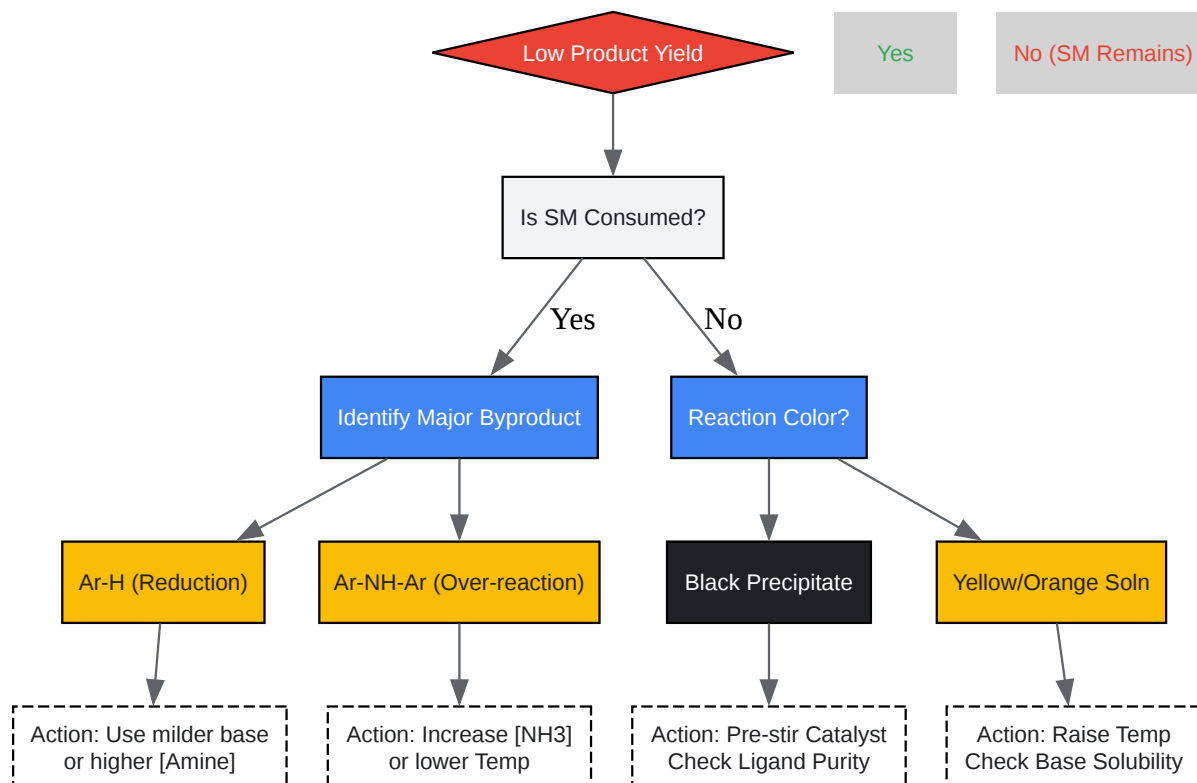 Low Product Yield
Yes
No (SM Remains)
Is SM Consumed?
Yes
No
Identify Major Byproduct
Reaction Color?
Ar-H (Reduction)
Ar-NH-Ar (Over-reaction)
Black Precipitate
Yellow/Orange Soln
Action: Use milder base
or higher [Amine]
Action: Increase [NH3]
or lower Temp
Action: Pre-stir Catalyst
Check Ligand Purity
Action: Raise Temp
Check Base Solubility